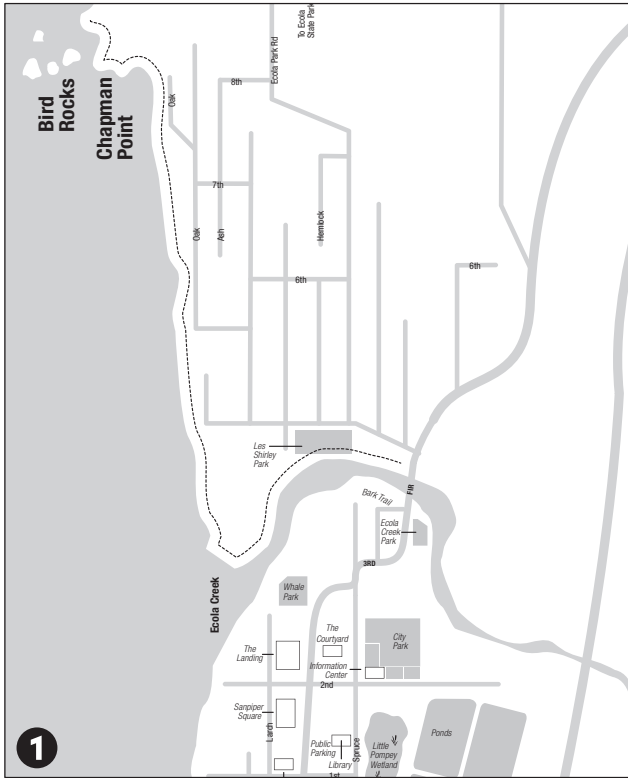 To Ecola
State Park
Ecola Park Rd
Bird
Rocks
Chapman
Point
Oak
8th
7th
Oak
Ash
Hemlock
6th
6th
Les
Shirley
Park
Bark Trail
FIR
Ecola
Creek
Park
3RD
Ecola Creek
Whale
Park
The
Courtyard
City
Park
The
Landing
Information
Center
2nd
Sanpiper
Square
Larch
Public
Parking
Library
Spruce
Little
Pompey
Wetland
Ponds
1st
1